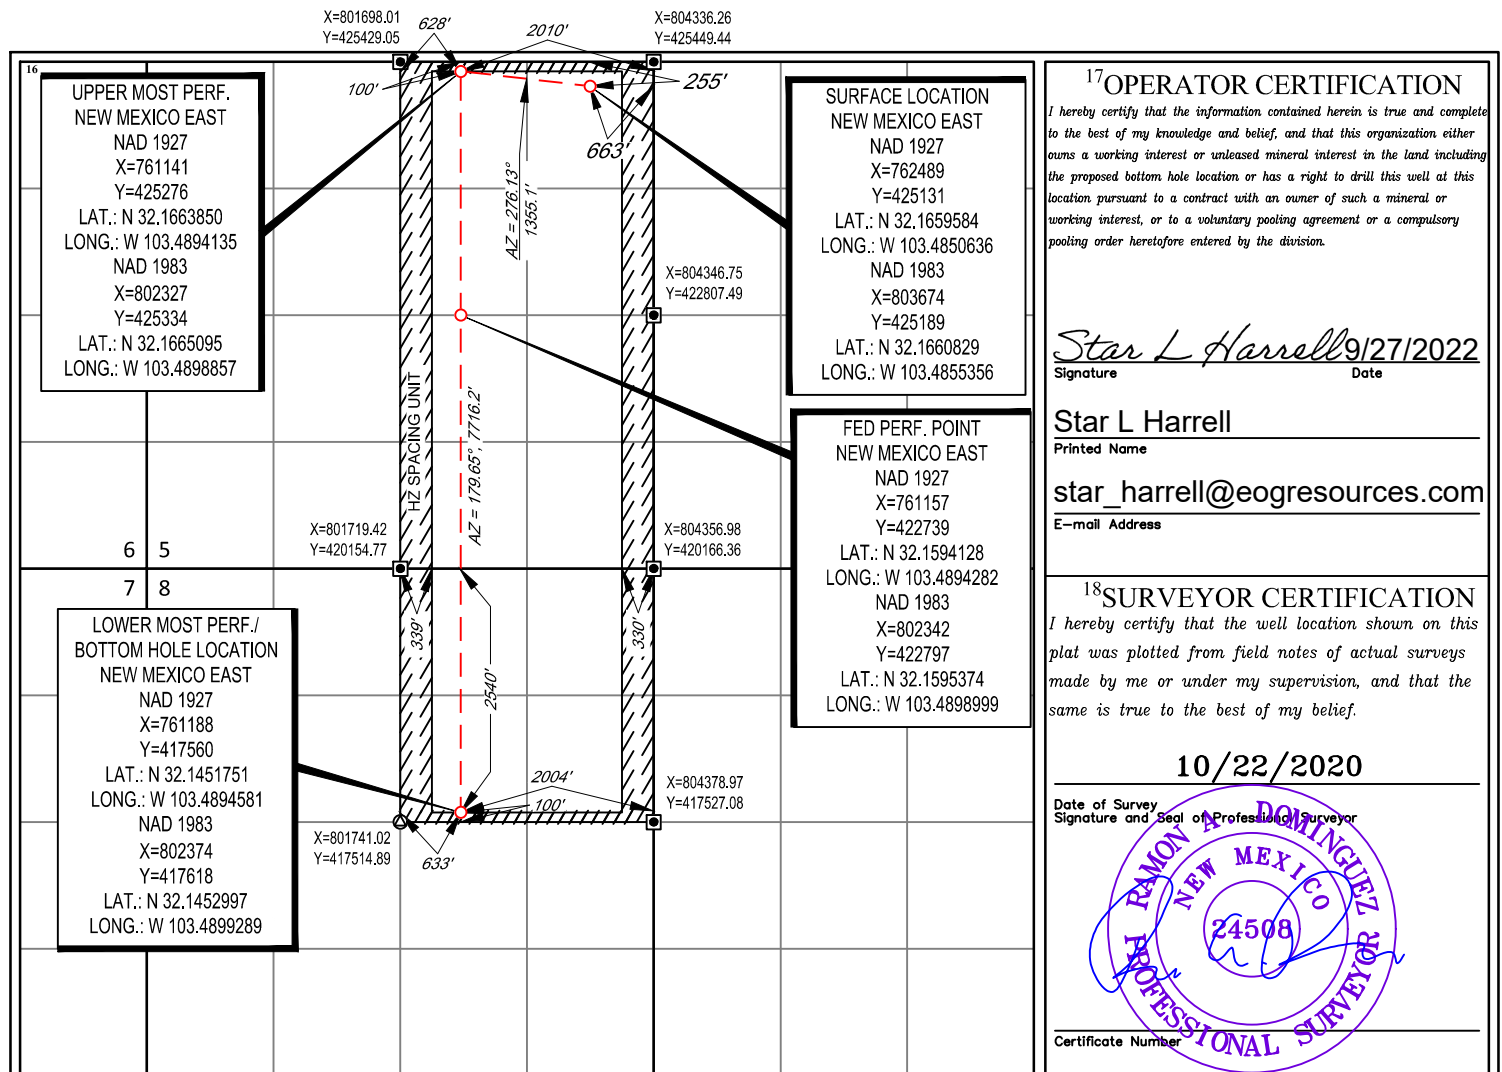 X=801698.01
Y=425429.05
628'
2010'
X=804336.26
Y=425449.44
16
100'
255'
663'
UPPER MOST PERF.
NEW MEXICO EAST
NAD 1927
X=761141
Y=425276
LAT.: N 32.1663850
LONG.: W 103.4894135
NAD 1983
X=802327
Y=425334
LAT.: N 32.1665095
LONG.: W 103.4898857
AZ = 276.13°
1355.1'
SURFACE LOCATION
NEW MEXICO EAST
NAD 1927
X=762489
Y=425131
LAT.: N 32.1659584
LONG.: W 103.4850636
NAD 1983
X=803674
Y=425189
LAT.: N 32.1660829
LONG.: W 103.4855356
X=804346.75
Y=422807.49
HZ SPACING UNIT
AZ = 179.65°, 7716.2'
FED PERF. POINT
NEW MEXICO EAST
NAD 1927
X=761157
Y=422739
LAT.: N 32.1594128
LONG.: W 103.4894282
NAD 1983
X=802342
Y=422797
LAT.: N 32.1595374
LONG.: W 103.4898999
X=801719.42
Y=420154.77
X=804356.98
Y=420166.36
6 5
7 8
339'
330'
2540'
LOWER MOST PERF./
BOTTOM HOLE LOCATION
NEW MEXICO EAST
NAD 1927
X=761188
Y=417560
LAT.: N 32.1451751
LONG.: W 103.4894581
NAD 1983
X=802374
Y=417618
LAT.: N 32.1452997
LONG.: W 103.4899289
2004'
100'
X=804378.97
Y=417527.08
X=801741.02
Y=417514.89
633'
17OPERATOR CERTIFICATION
I hereby certify that the information contained herein is true and complete
to the best of my knowledge and belief, and that this organization either
owns a working interest or unleased mineral interest in the land including
the proposed bottom hole location or has a right to drill this well at this
location pursuant to a contract with an owner of such a mineral or
working interest, or to a voluntary pooling agreement or a compulsory
pooling order heretofore entered by the division.
Star L Harrell 9/27/2022
Signature Date
Star L Harrell
Printed Name
star_harrell@eogresources.com
E-mail Address
18SURVEYOR CERTIFICATION
I hereby certify that the well location shown on this
plat was plotted from field notes of actual surveys
made by me or under my supervision, and that the
same is true to the best of my belief.
10/22/2020
Date of Survey
Signature and Seal of Professional Surveyor
RAMON A. DOMINGUEZ
NEW MEXICO
24508
PROFESSIONAL SURVEYOR
Certificate Number